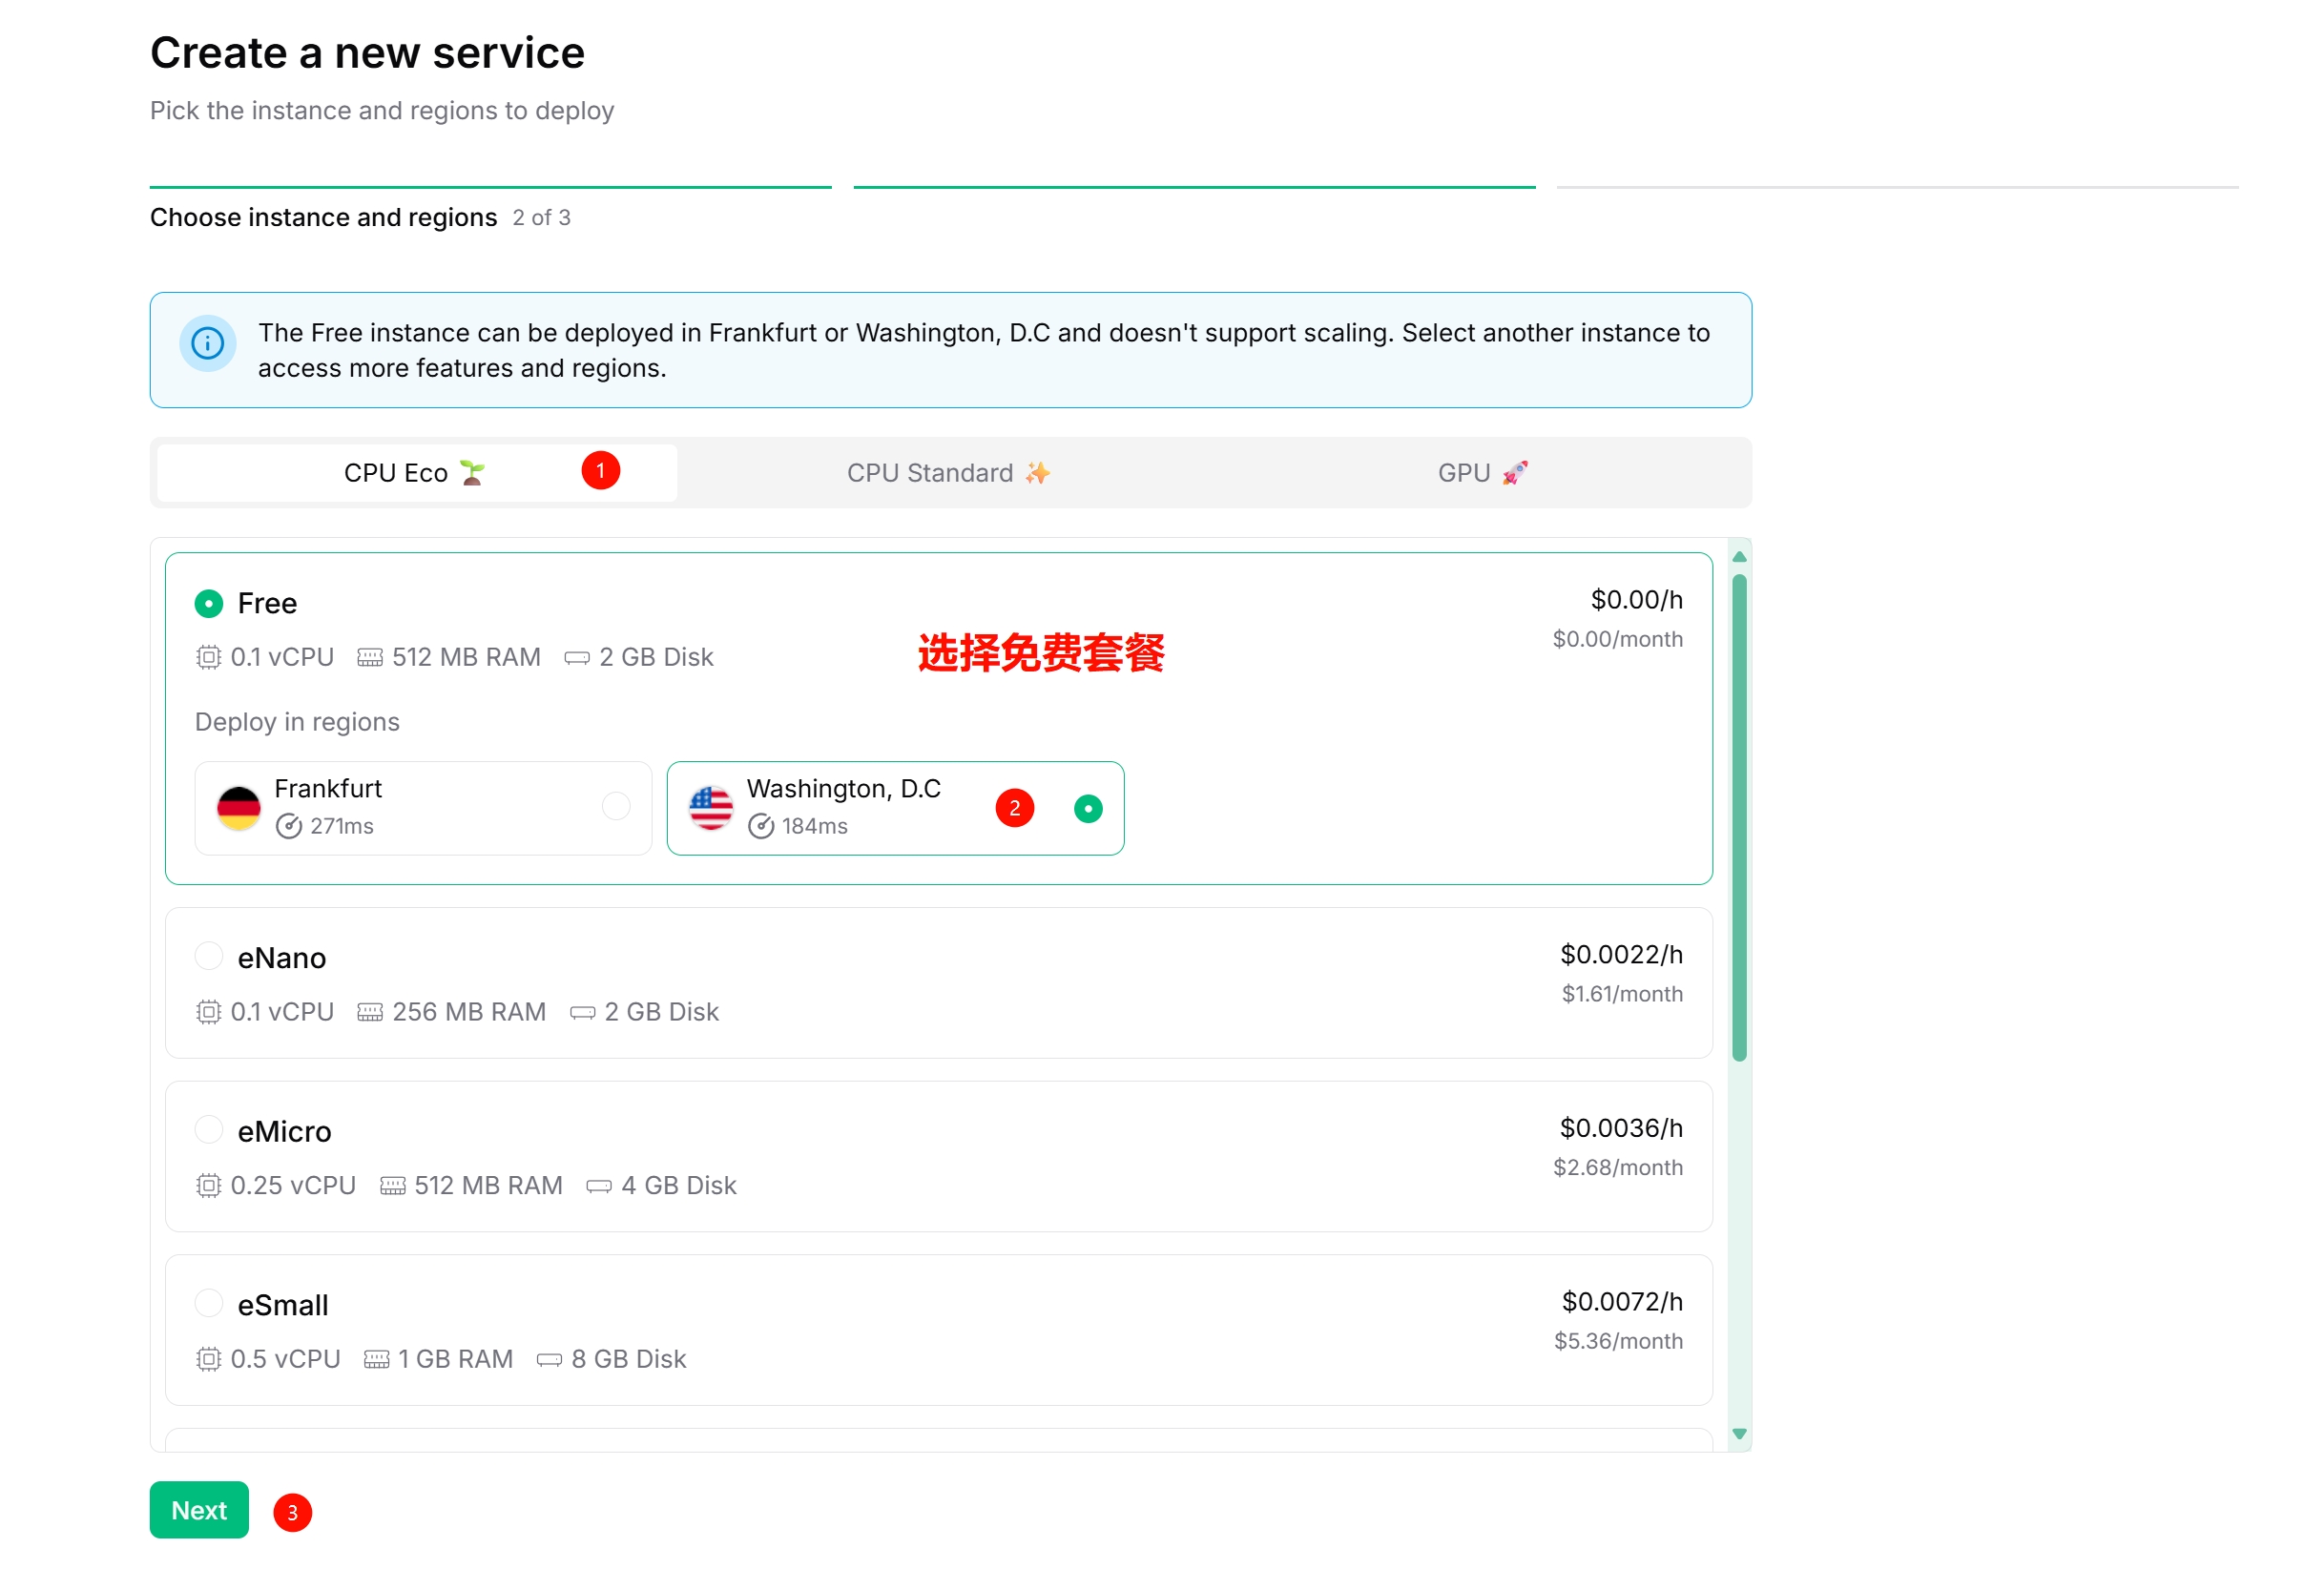 Create a new service
Pick the instance and regions to deploy
Choose instance and regions 2 of 3
The Free instance can be deployed in Frankfurt or Washington, D.C and doesn't support scaling. Select another instance to
access more features and regions.
CPU Eco 🌱 1 CPU Standard ✨ GPU 🚀
Free $0.00/h
$0.00/month
0.1 vCPU 512 MB RAM 2 GB Disk 选择免费套餐
Deploy in regions
Frankfurt
271ms
Washington, D.C 2
184ms
eNano $0.0022/h
$1.61/month
0.1 vCPU 256 MB RAM 2 GB Disk
eMicro $0.0036/h
$2.68/month
0.25 vCPU 512 MB RAM 4 GB Disk
eSmall $0.0072/h
$5.36/month
0.5 vCPU 1 GB RAM 8 GB Disk
Next 3